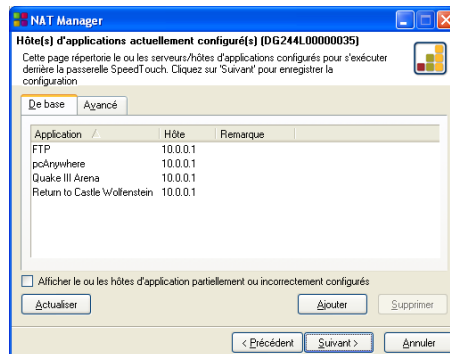 NAT Manager
Hôte(s) d'applications actuellement configuré(s) (DG244L00000035)
Cette page répertorie le ou les serveurs/hôtes d'applications configurés pour s'exécuter
derrière la passerelle SpeedTouch. Cliquez sur 'Suivant' pour enregistrer la
configuration
De base Avancé
Application Hôte Remarque
FTP 10.0.0.1
pcAnywhere 10.0.0.1
Quake III Arena 10.0.0.1
Return to Castle Wolfenstein 10.0.0.1
Afficher le ou les hôtes d'application partiellement ou incorrectement configurés
Actualiser Ajouter Supprimer
< Précédent Suivant > Annuler